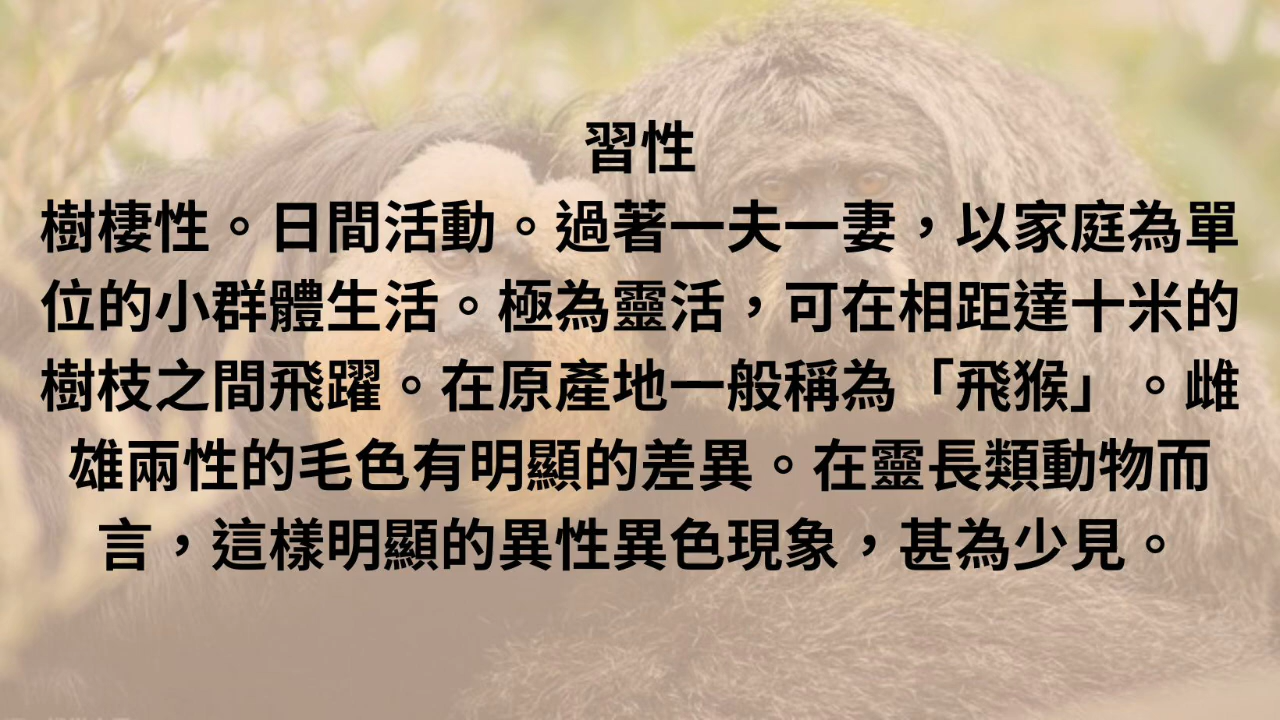 習性
樹棲性。日間活動。過著一夫一妻，以家庭為單
位的小群體生活。極為靈活，可在相距達十米的
樹枝之間飛躍。在原產地一般稱為「飛猴」。雌
雄兩性的毛色有明顯的差異。在靈長類動物而
言，這樣明顯的異性異色現象，甚為少見。